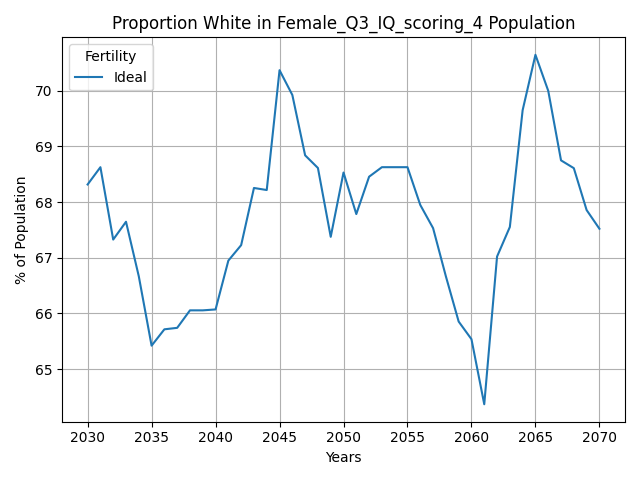 Proportion White in Female_Q3_IQ_scoring_4 Population
Fertility
Ideal
% of Population
70
69
68
67
66
65
2030 2035 2040 2045 2050 2055 2060 2065 2070
Years